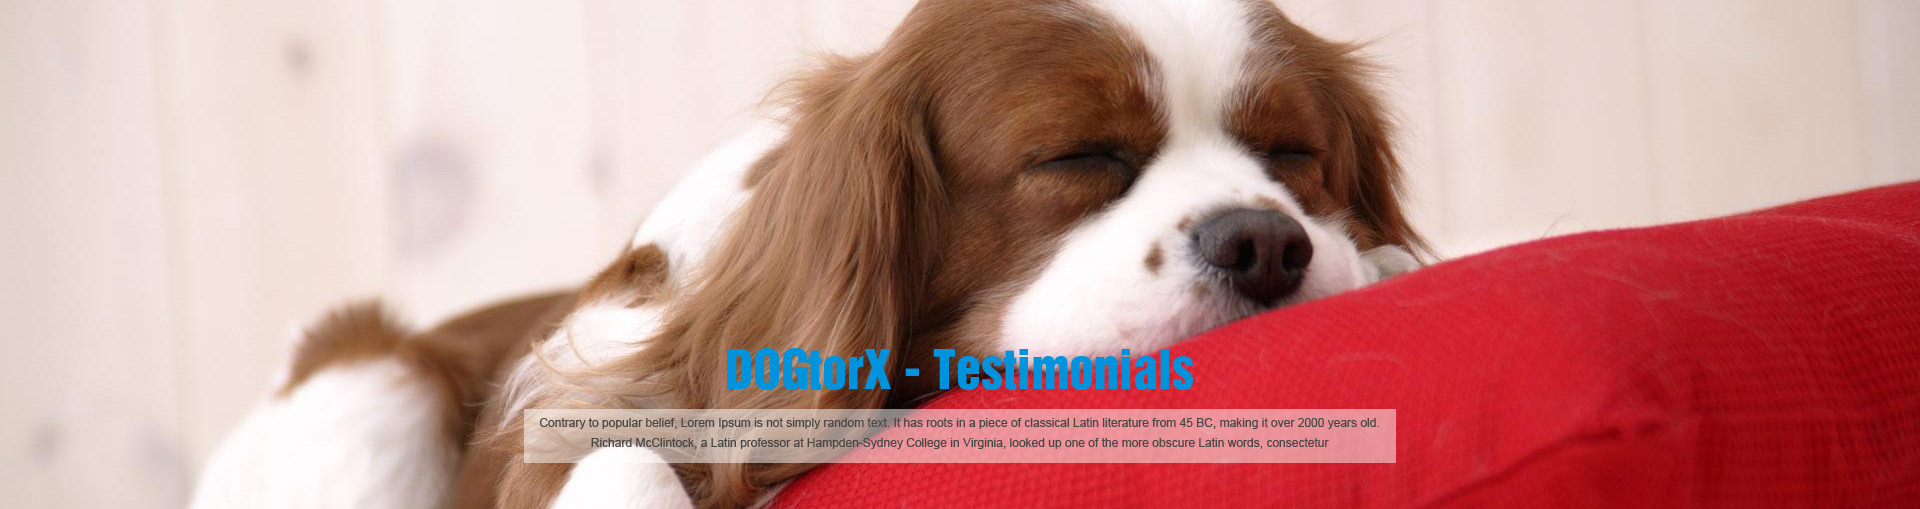 DOGtorX - Testimonials
Contrary to popular belief, Lorem Ipsum is not simply random text. It has roots in a piece of classical Latin literature from 45 BC, making it over 2000 years old.
Richard McClintock, a Latin professor at Hampden-Sydney College in Virginia, looked up one of the more obscure Latin words, consectetur